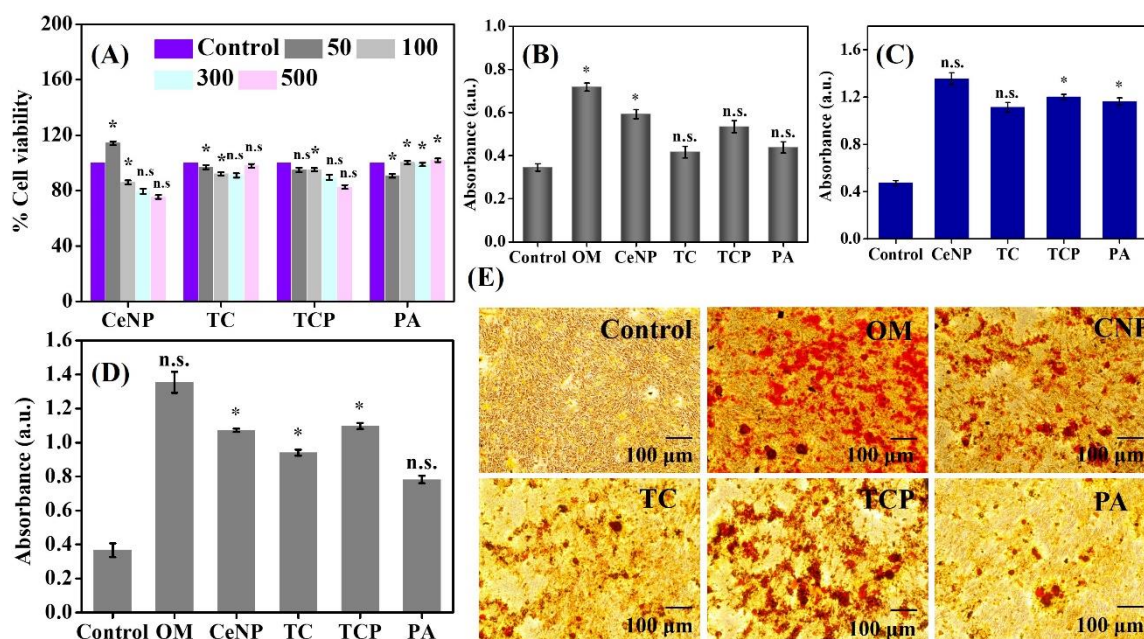 (A)
Control 50 100
300 500
% Cell viability
200
160
120
80
40
0
* * n.s n.s
* * n.s n.s
n.s * n.s n.s
* * * *
CeNP TC TCP PA
(B)
Absorbance (a.u.)
1.0
0.8
0.6
0.4
0.2
0.0
* * n.s. n.s. n.s.
Control OM CeNP TC TCP PA
(C)
Absorbance (a.u.)
1.6
1.2
0.8
0.4
0.0
n.s. n.s. * *
Control CeNP TC TCP PA
(D)
Absorbance (a.u.)
1.6
1.4
1.2
1.0
0.8
0.6
0.4
0.2
0.0
n.s. * * * n.s.
Control OM CeNP TC TCP PA
(E)
Control OM CNP
100 µm 100 µm 100 µm
TC TCP PA
100 µm 100 µm 100 µm